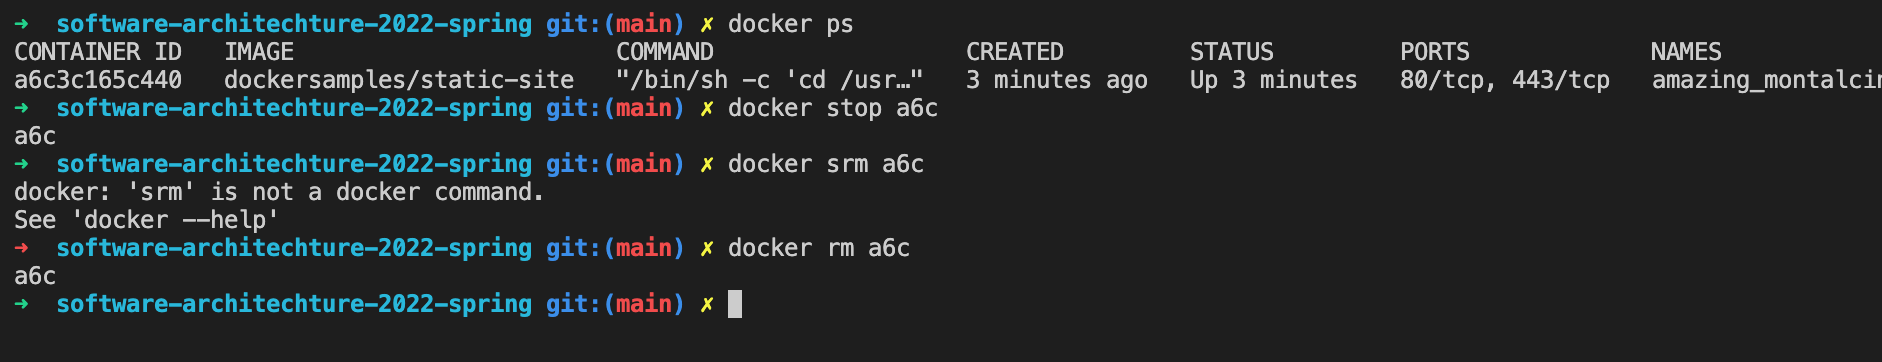 ➜  software-architechture-2022-spring git:(main) ✗ docker ps
CONTAINER ID   IMAGE                       COMMAND                  CREATED         STATUS         PORTS             NAMES
a6c3c165c440   dockersamples/static-site   "/bin/sh -c 'cd /usr…"   3 minutes ago   Up 3 minutes   80/tcp, 443/tcp   amazing_montalcin
➜  software-architechture-2022-spring git:(main) ✗ docker stop a6c
a6c
➜  software-architechture-2022-spring git:(main) ✗ docker srm a6c
docker: 'srm' is not a docker command.
See 'docker --help'
➜  software-architechture-2022-spring git:(main) ✗ docker rm a6c
a6c
➜  software-architechture-2022-spring git:(main) ✗